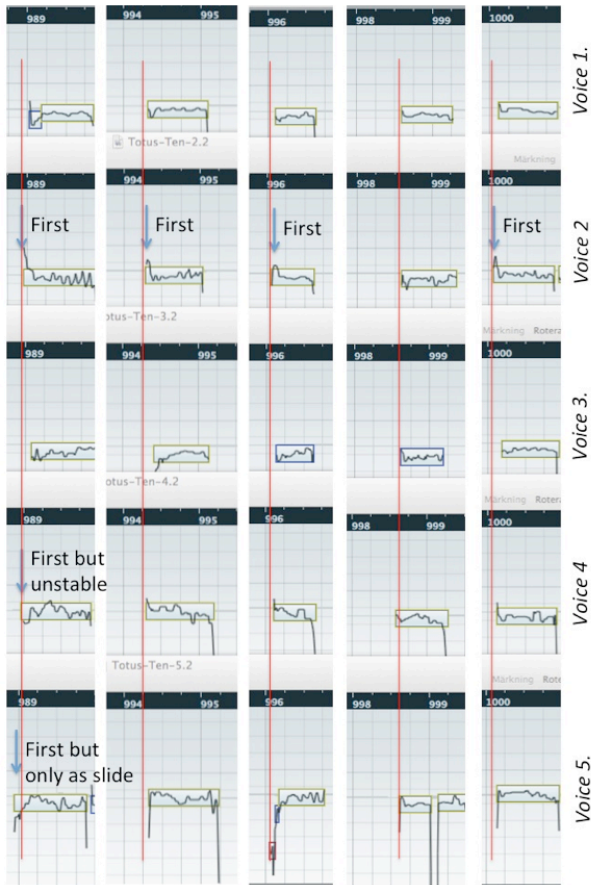 989 994 995 996 998 999 1000
Voice 1.
Totus-Ten-2.2
Märkning
989 994 995 996 998 999 1000
First First First First
Voice 2
otus-Ten-3.2
Märkning Rotera
989 994 995 996 998 999 1000
Voice 3.
otus-Ten-4.2
Märkning Rotera
989 994 995 996 998 999 1000
First but
unstable
Voice 4
Totus-Ten-5.2
Märkning Rote
989 994 995 996 998 999 1000
First but
only as slide
Voice 5.